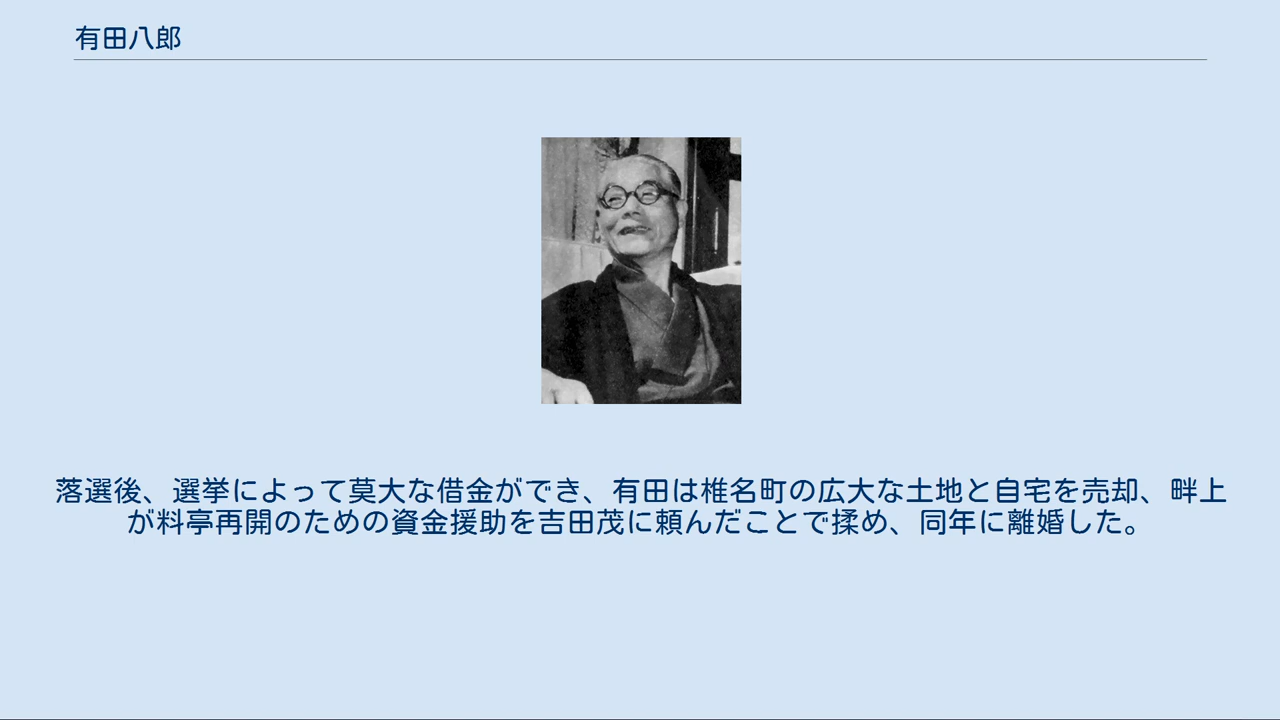 有田八郎
落選後、選挙によって莫大な借金ができ、有田は椎名町の広大な土地と自宅を売却、畔上
が料亭再開のための資金援助を吉田茂に頼んだことで揉め、同年に離婚した。